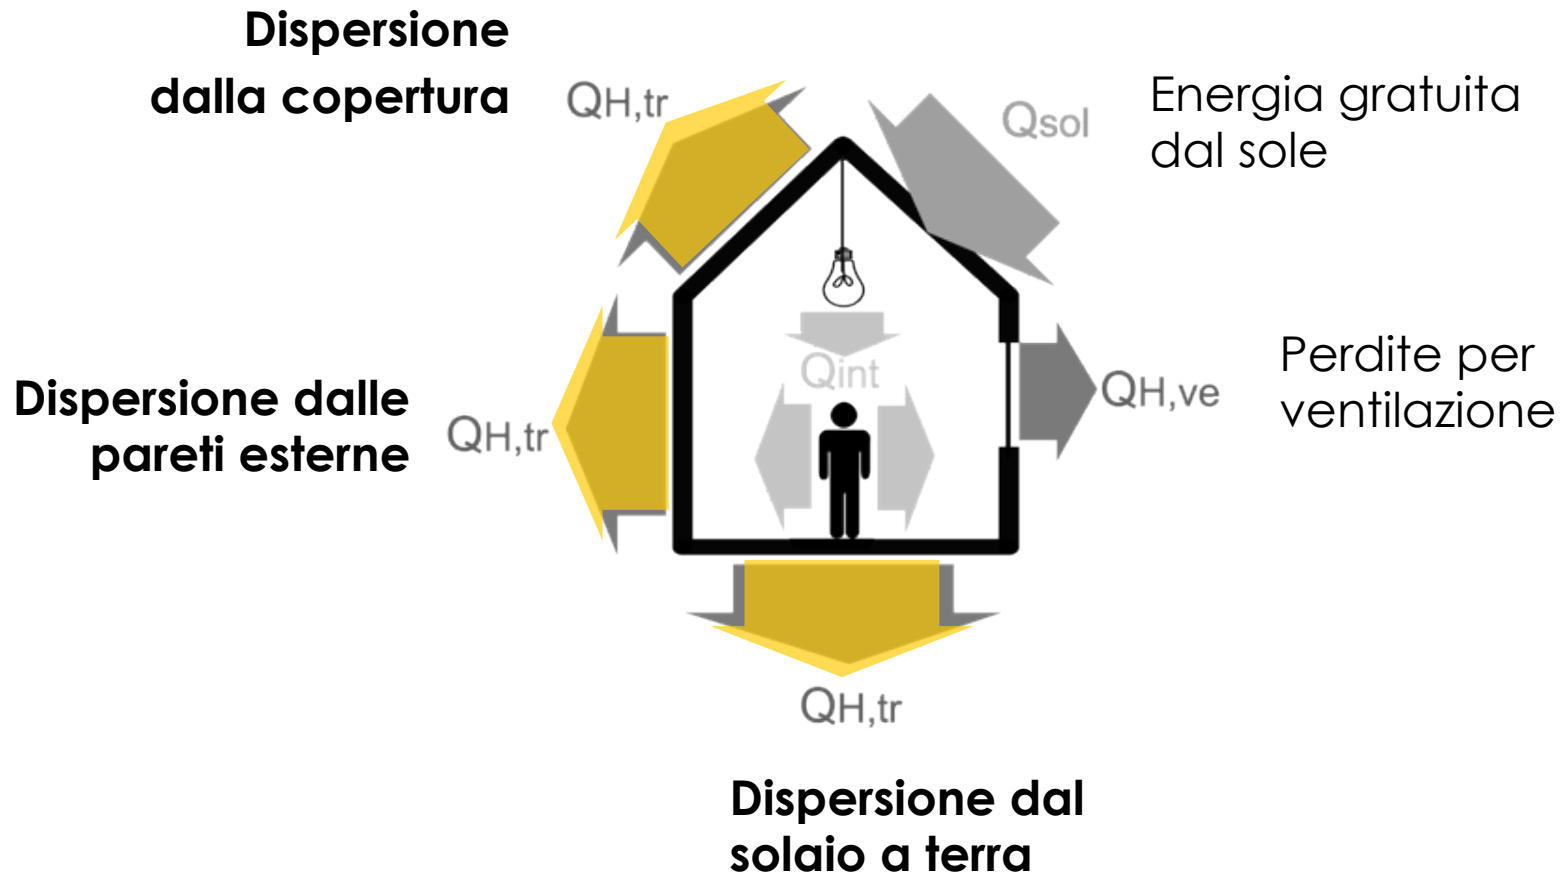 Dispersione
dalla copertura
QH,tr
Qsol
Energia gratuita
dal sole
Qint
Dispersione dalle
pareti esterne
QH,tr
QH,ve
Perdite per
ventilazione
QH,tr
Dispersione dal
solaio a terra